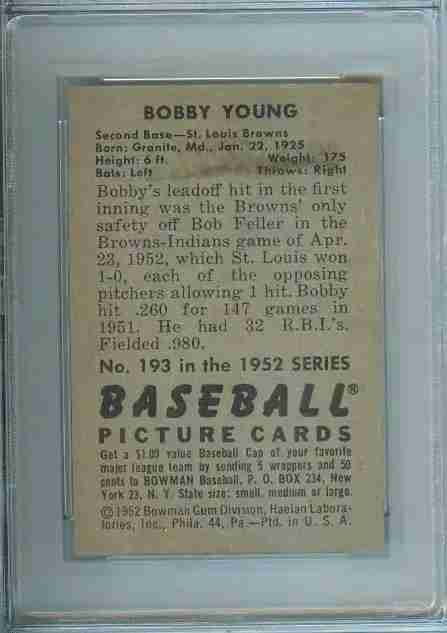 BOBBY YOUNG
Second Base—St. Louis Browns
Born: Granite, Md., Jan. 22, 1925
Height: 6 ft. Weight: 175
Bats: Left Throws: Right
Bobby's leadoff hit in the first
inning was the Browns' only
safety off Bob Feller in the
Browns-Indians game of Apr.
23, 1952, which St. Louis won
1-0, each of the opposing
pitchers allowing 1 hit. Bobby
hit .260 for 147 games in
1951. He had 32 R.B.I.'s.
Fielded .980.
No. 193 in the 1952 SERIES
BASEBALL®
PICTURE CARDS
Get a $1.00 value Baseball Cap of your favorite
major league team by sending 5 wrappers and 50
cents to BOWMAN Baseball, P. O. BOX 234, New
York 23, N. Y. State size: small, medium or large.
©1952 Bowman Gum Division, Haelan Labora-
tories, Inc., Phila. 44, Pa.—Ptd. in U. S. A.